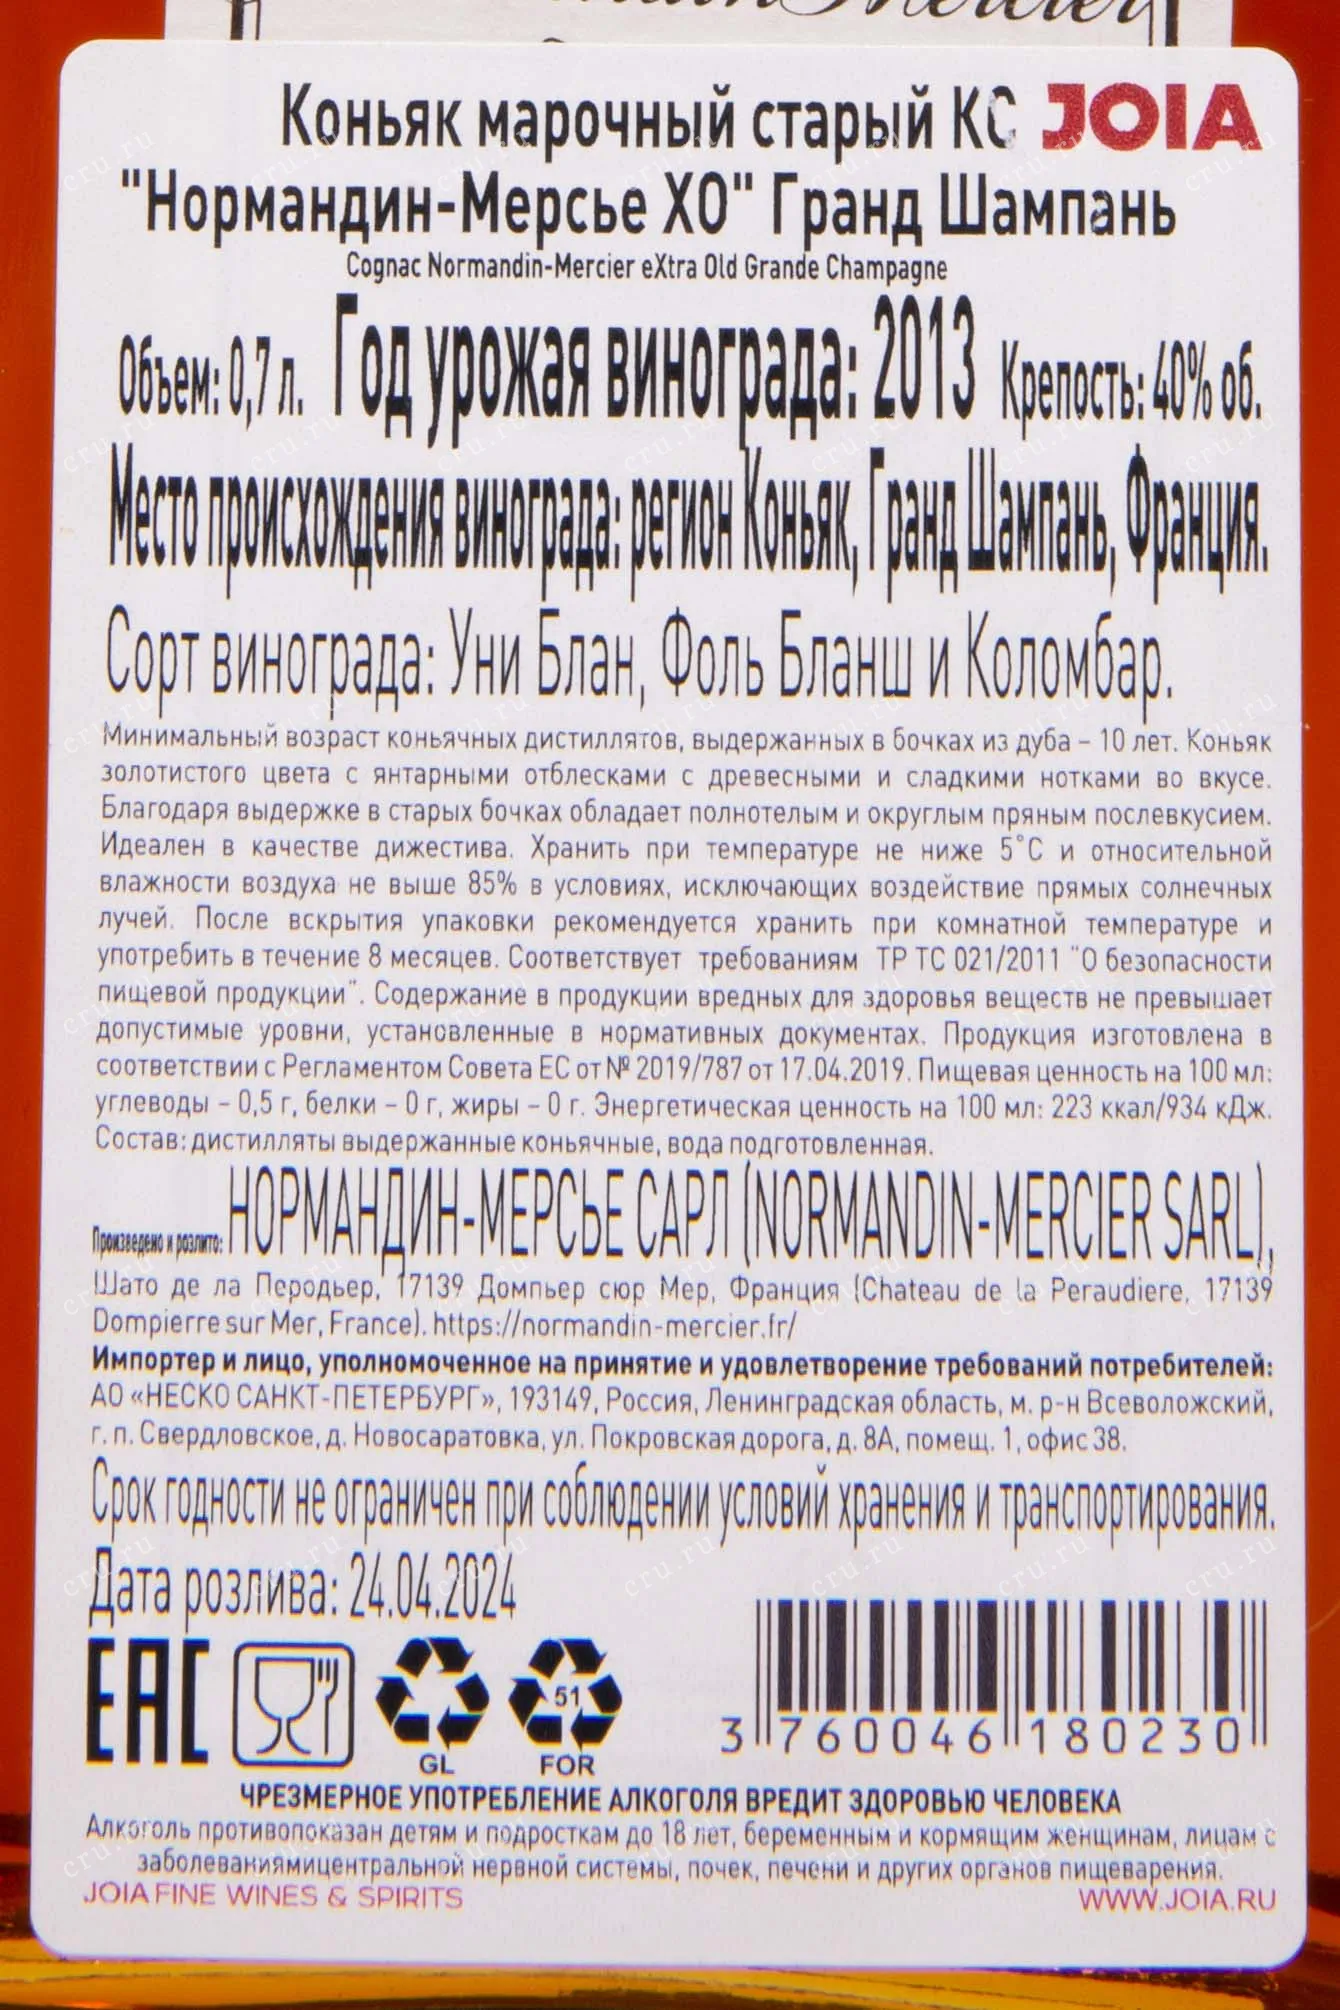 Mercier
Коньяк марочный старый КС JOIA
"Нормандин-Мерсье ХО" Гранд Шампань
Cognac Normandin-Mercier eXtra Old Grande Champagne
Объем: 0,7 л. Год урожая винограда: 2013 Крепость: 40% об.
Место происхождения винограда: регион Коньяк, Гранд Шампань, Франция.
Сорт винограда: Уни Блан, Фоль Бланш и Коломбар.
Минимальный возраст коньячных дистиллятов, выдержанных в бочках из дуба – 10 лет. Коньяк
золотистого цвета с янтарными отблесками с древесными и сладкими нотками во вкусе.
Благодаря выдержке в старых бочках обладает полнотелым и округлым пряным послевкусием.
Идеален в качестве дижестива. Хранить при температуре не ниже 5°С и относительной
влажности воздуха не выше 85% в условиях, исключающих воздействие прямых солнечных
лучей. После вскрытия упаковки рекомендуется хранить при комнатной температуре и
употребить в течение 8 месяцев. Соответствует требованиям ТР ТС 021/2011 "О безопасности
пищевой продукции". Содержание в продукции вредных для здоровья веществ не превышает
допустимые уровни, установленные в нормативных документах. Продукция изготовлена в
соответствии с Регламентом Совета ЕС от № 2019/787 от 17.04.2019. Пищевая ценность на 100 мл:
углеводы – 0,5 г, белки – 0 г, жиры – 0 г. Энергетическая ценность на 100 мл: 223 ккал/934 кДж.
Состав: дистилляты выдержанные коньячные, вода подготовленная.
Произведено и розлито: НОРМАНДИН-МЕРСЬЕ САРЛ (NORMANDIN-MERCIER SARL),
Шато де ла Перодьер, 17139 Домпьер сюр Мер, Франция (Chateau de la Peraudiere, 17139
Dompierre sur Mer, France). https://normandin-mercier.fr/
Импортер и лицо, уполномоченное на принятие и удовлетворение требований потребителей:
АО «НЕСКО САНКТ-ПЕТЕРБУРГ», 193149, Россия, Ленинградская область, м. р-н Всеволожский,
г. п. Свердловское, д. Новосаратовка, ул. Покровская дорога, д. 8А, помещ. 1, офис 38.
Срок годности не ограничен при соблюдении условий хранения и транспортирования.
Дата розлива: 24.04.2024
EAC
GL
51
FOR
3 760046 180230
ЧРЕЗМЕРНОЕ УПОТРЕБЛЕНИЕ АЛКОГОЛЯ ВРЕДИТ ЗДОРОВЬЮ ЧЕЛОВЕКА
Алкоголь противопоказан детям и подросткам до 18 лет, беременным и кормящим женщинам, лицам с
заболеваниямицентральной нервной системы, почек, печени и других органов пищеварения.
JOIA FINE WINES & SPIRITS WWW.JOIA.RU